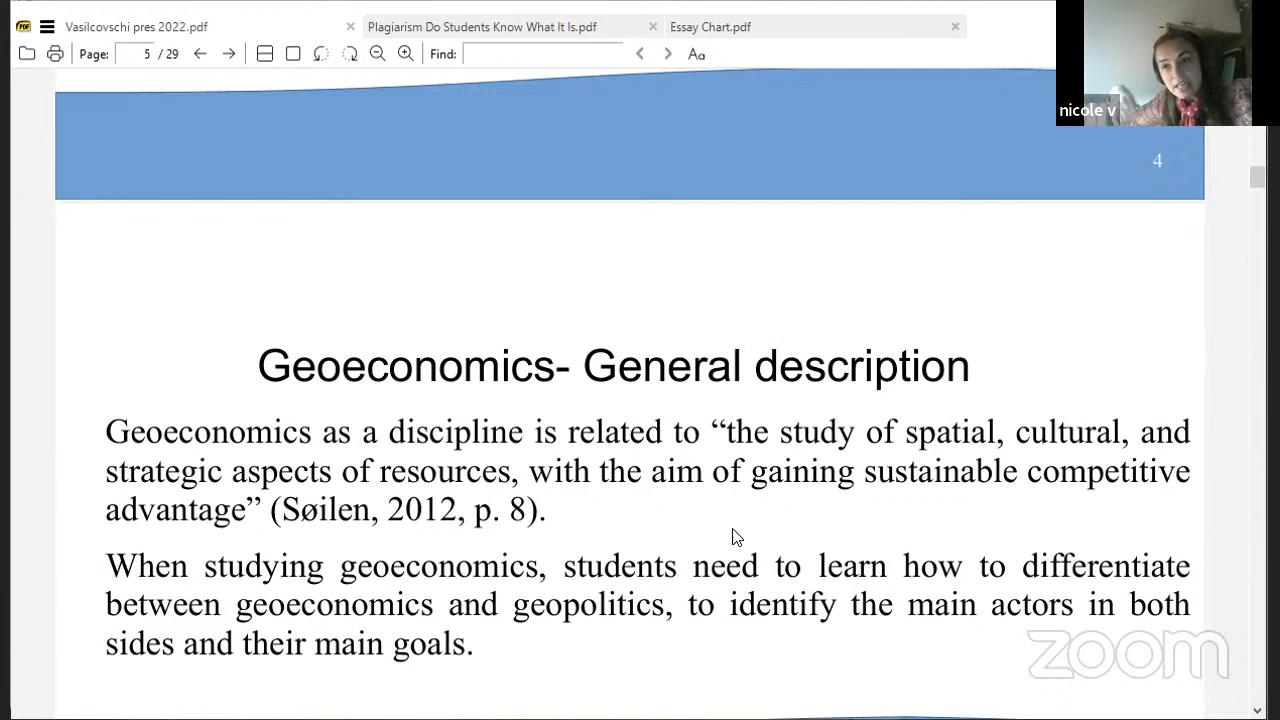 Vasilcovschi pres 2022.pdf
Plagiarism Do Students Know What It Is.pdf
Essay Chart.pdf
Page: 5 / 29
Find:
Aa
nicole v
4
Geoeconomics- General description
Geoeconomics as a discipline is related to “the study of spatial, cultural, and
strategic aspects of resources, with the aim of gaining sustainable competitive
advantage” (Søilen, 2012, p. 8).
When studying geoeconomics, students need to learn how to differentiate
between geoeconomics and geopolitics, to identify the main actors in both
sides and their main goals.
zoom